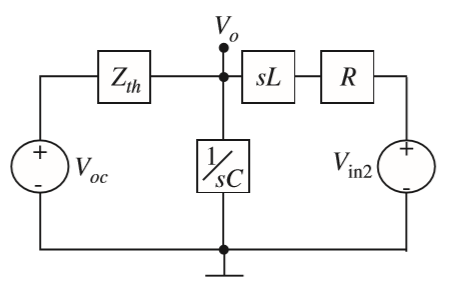 V_o
Z_th
sL
R
+
-
V_oc
1/sC
V_in2
+
-